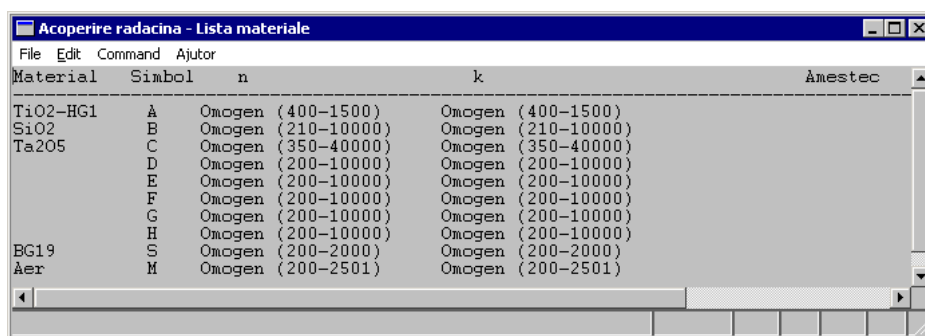 Acoperire radacina - Lista materiale
File Edit Command Ajutor
Material Simbol n k Amestec
TiO2-HG1 A Omogen (400-1500) Omogen (400-1500)
SiO2 B Omogen (210-10000) Omogen (210-10000)
Ta2O5 C Omogen (350-40000) Omogen (350-40000)
D Omogen (200-10000) Omogen (200-10000)
E Omogen (200-10000) Omogen (200-10000)
F Omogen (200-10000) Omogen (200-10000)
G Omogen (200-10000) Omogen (200-10000)
H Omogen (200-10000) Omogen (200-10000)
BG19 S Omogen (200-2000) Omogen (200-2000)
Aer M Omogen (200-2501) Omogen (200-2501)